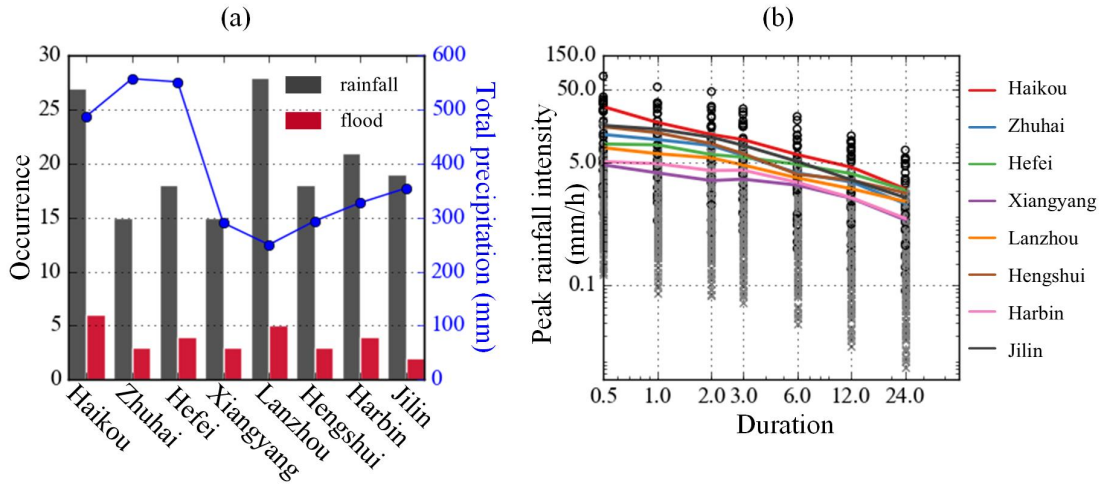 (a)
30
25
20
15
10
5
0
Occurrence
rainfall
flood
600
500
400
300
200
100
0
Total precipitation (mm)
Haikou
Zhuhai
Hefei
Xiangyang
Lanzhou
Hengshui
Harbin
Jilin
(b)
150.0
50.0
5.0
0.1
Peak rainfall intensity
(mm/h)
0.5 1.0 2.0 3.0 6.0 12.0 24.0
Duration
Haikou
Zhuhai
Hefei
Xiangyang
Lanzhou
Hengshui
Harbin
Jilin